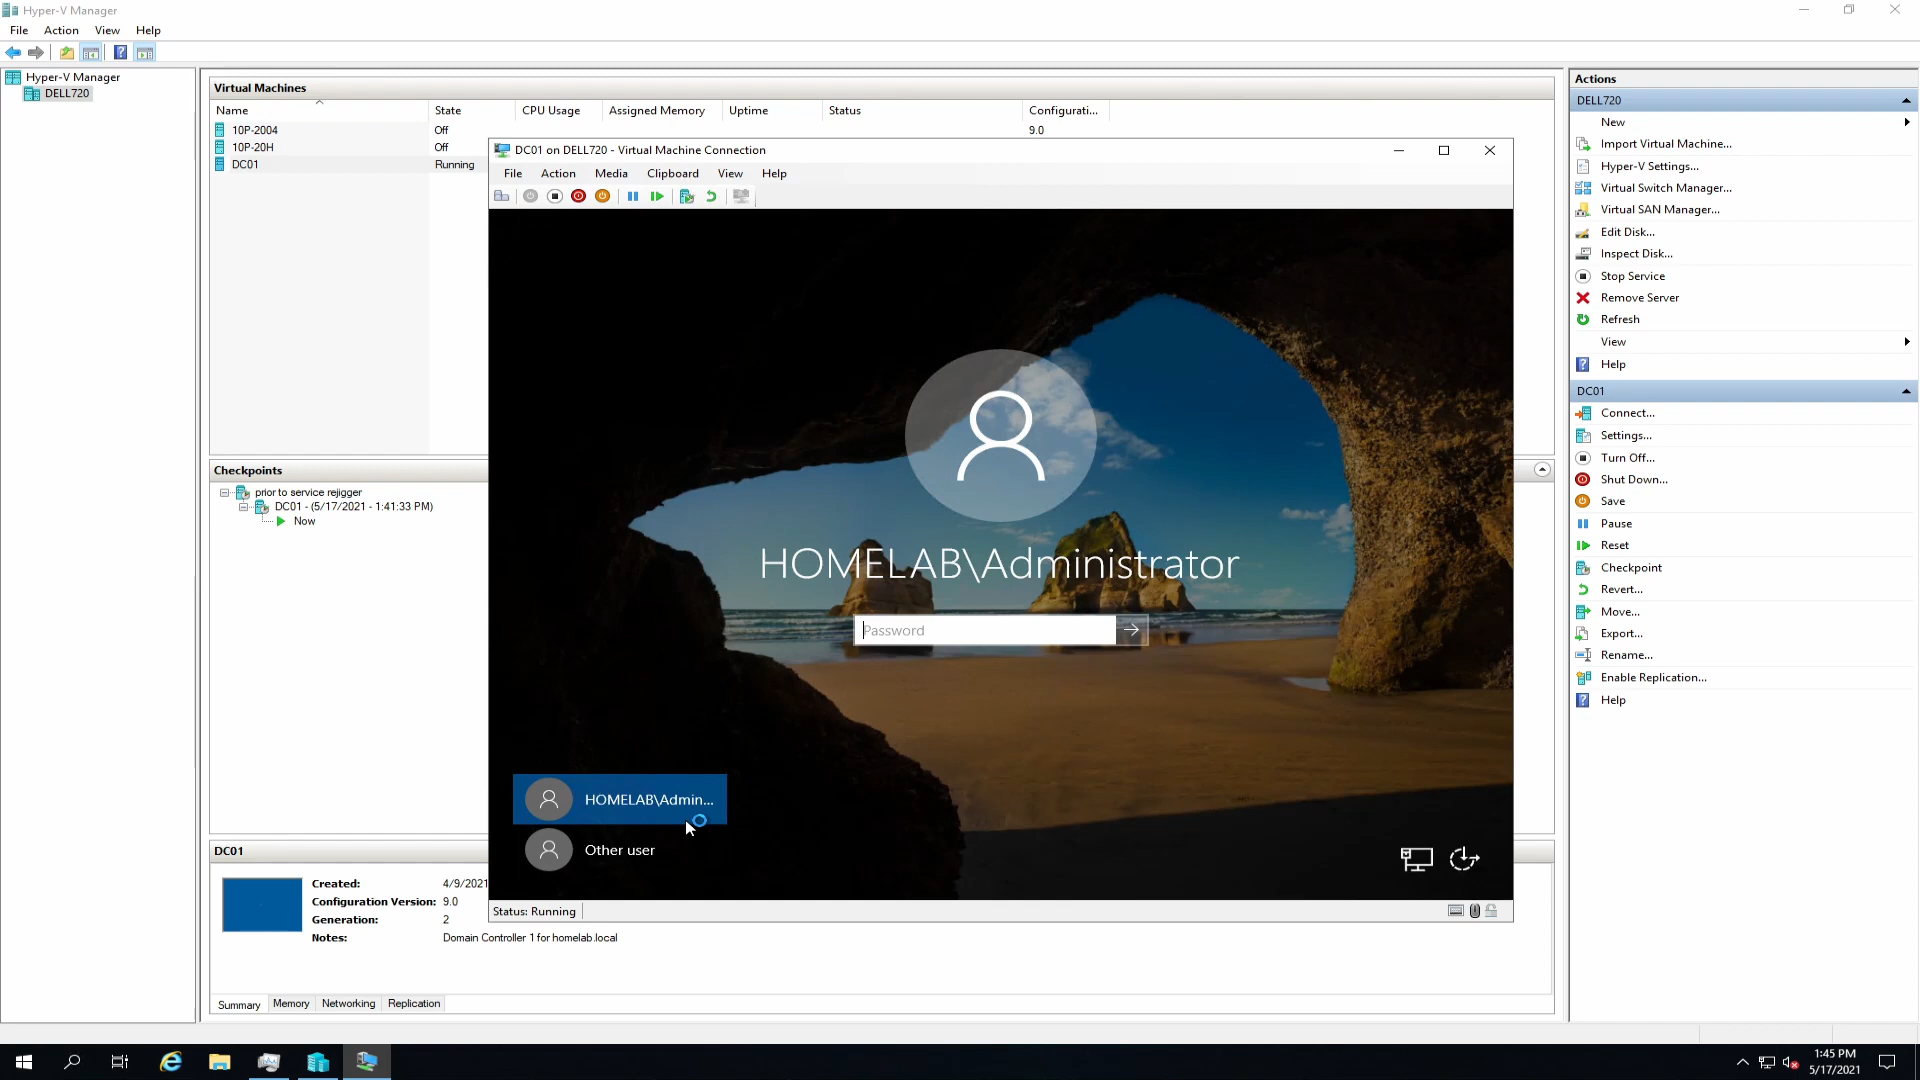 Hyper-V Manager
File Action View Help
Hyper-V Manager
DELL720
Virtual Machines
Name State CPU Usage Assigned Memory Uptime Status Configurati...
10P-2004 Off 9.0
10P-20H Off
DC01 Running
DC01 on DELL720 - Virtual Machine Connection
File Action Media Clipboard View Help
HOMELAB\Administrator
Password
HOMELAB\Admin...
Other user
Status: Running
Checkpoints
prior to service rejigger
DC01 - (5/17/2021 - 1:41:33 PM)
Now
DC01
Created: 4/9/2021
Configuration Version: 9.0
Generation: 2
Notes: Domain Controller 1 for homelab.local
Summary Memory Networking Replication
Actions
DELL720
New
Import Virtual Machine...
Hyper-V Settings...
Virtual Switch Manager...
Virtual SAN Manager...
Edit Disk...
Inspect Disk...
Stop Service
Remove Server
Refresh
View
Help
DC01
Connect...
Settings...
Turn Off...
Shut Down...
Save
Pause
Reset
Checkpoint
Revert...
Move...
Export...
Rename...
Enable Replication...
Help
1:45 PM
5/17/2021